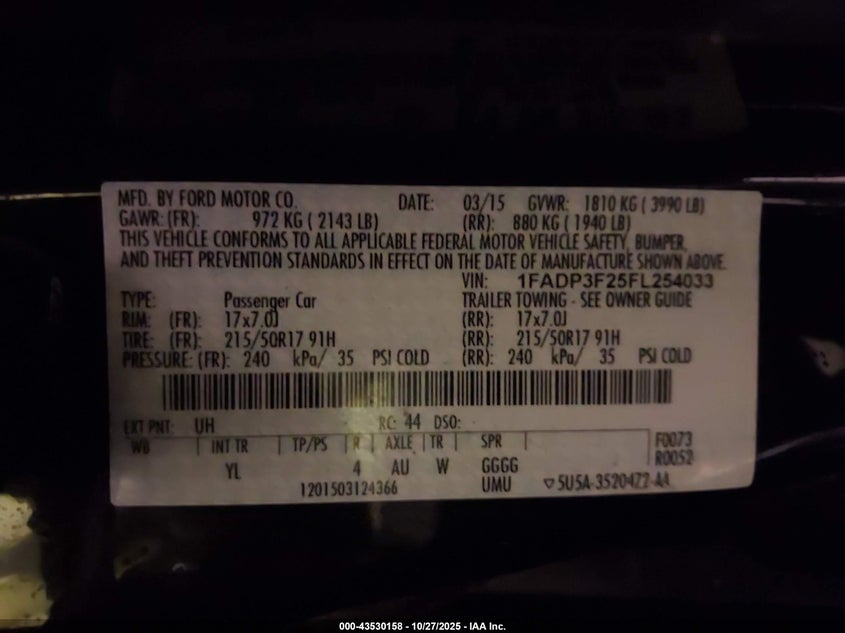 MFD. BY FORD MOTOR CO. DATE: 03/15 GVWR: 1810 KG ( 3990 LB)
GAWR: (FR): 972 KG ( 2143 LB) (RR): 880 KG ( 1940 LB)
THIS VEHICLE CONFORMS TO ALL APPLICABLE FEDERAL MOTOR VEHICLE SAFETY, BUMPER,
AND THEFT PREVENTION STANDARDS IN EFFECT ON THE DATE OF MANUFACTURE SHOWN ABOVE.
VIN: 1FADP3F25FL254033
TYPE: Passenger Car TRAILER TOWING - SEE OWNER GUIDE
RIM: (FR): 17x7.0J (RR): 17x7.0J
TIRE: (FR): 215/50R17 91H (RR): 215/50R17 91H
PRESSURE: (FR): 240 kPa/ 35 PSI COLD (RR): 240 kPa/ 35 PSI COLD
EXT PNT: UH RC: 44 DSO:
WB INT TR TP/PS R AXLE TR SPR F0073
R0052
YL 4 AU W GGGG
1201503124366 UMU ▽5U5A-3520472-AA
000-43530158 - 10/27/2025 - IAA Inc.